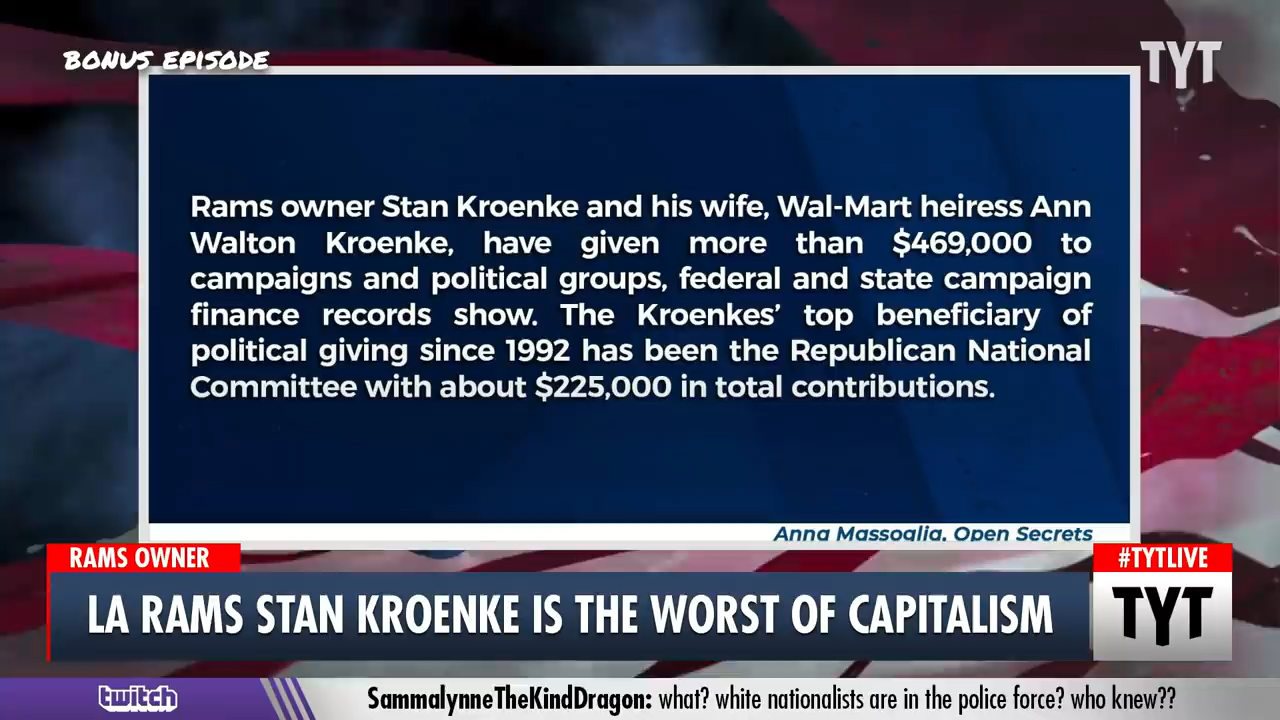 BONUS EPISODE
TYT
Rams owner Stan Kroenke and his wife, Wal-Mart heiress Ann
Walton Kroenke, have given more than $469,000 to
campaigns and political groups, federal and state campaign
finance records show. The Kroenkes’ top beneficiary of
political giving since 1992 has been the Republican National
Committee with about $225,000 in total contributions.
Anna Massoglia, Open Secrets
RAMS OWNER
#TYTLIVE
LA RAMS STAN KROENKE IS THE WORST OF CAPITALISM
TYT
twitch
SammalynneTheKindDragon: what? white nationalists are in the police force? who knew??